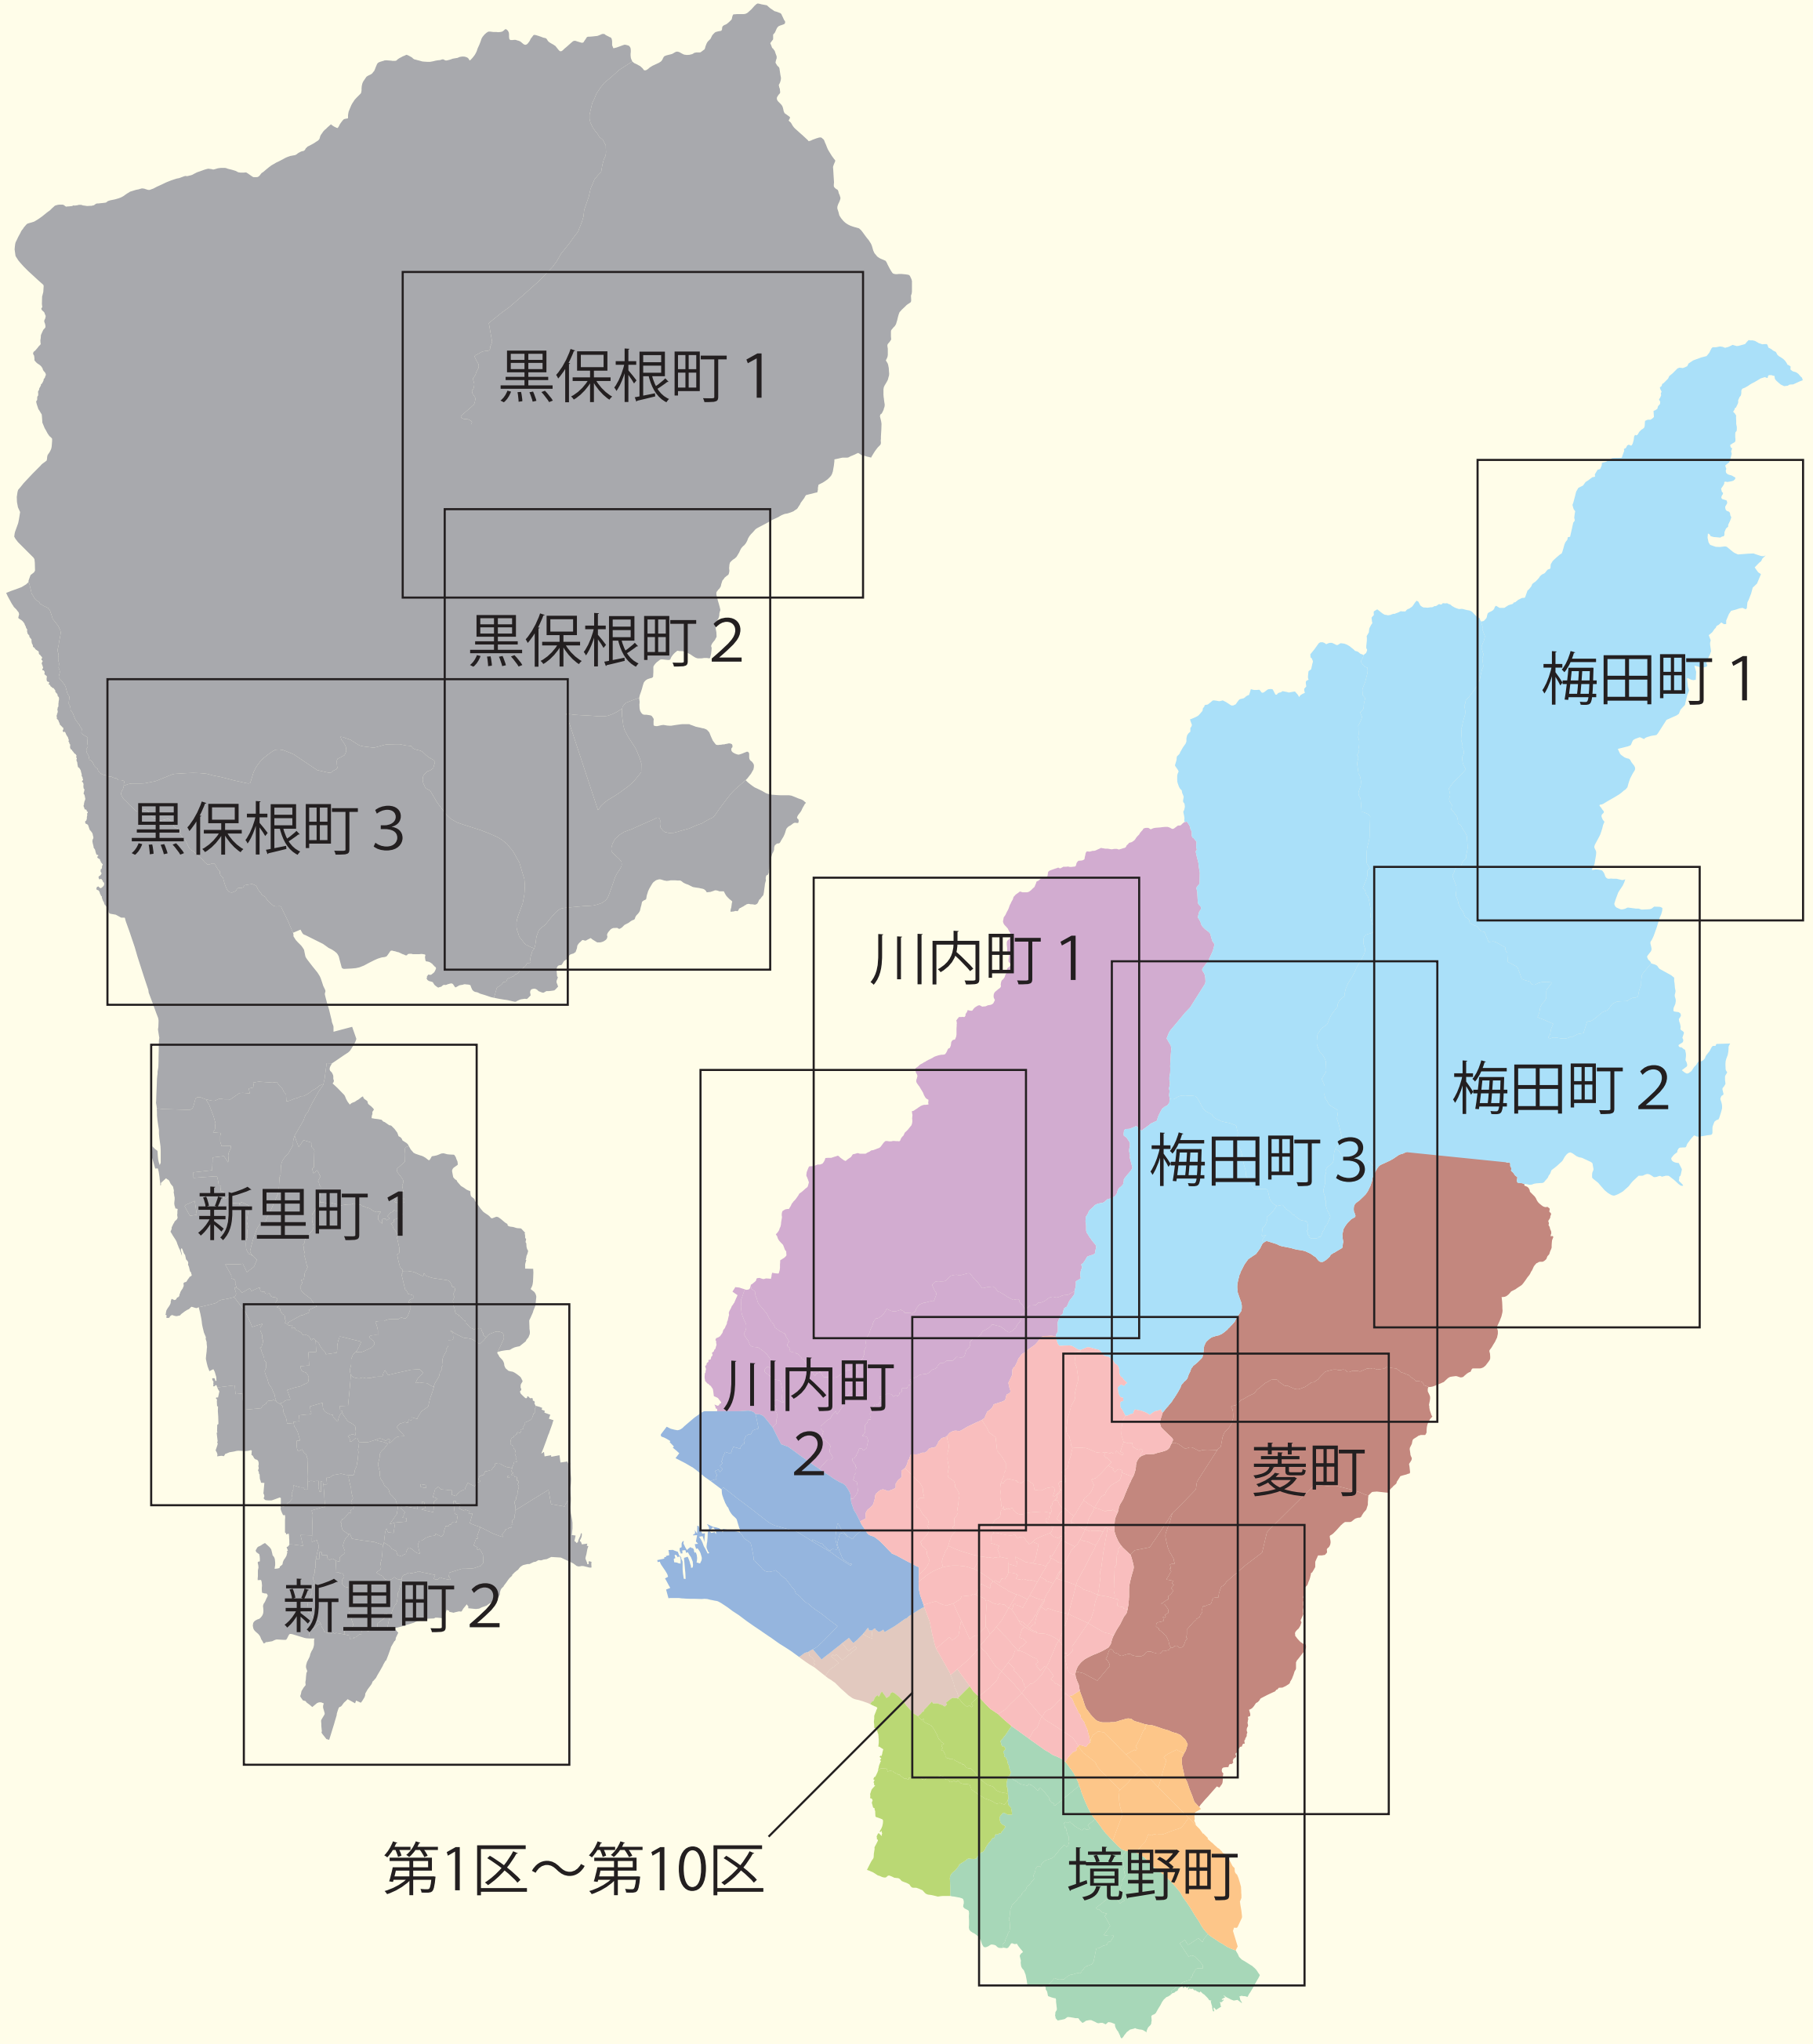 黒保根町 1
黒保根町 2
梅田町 1
黒保根町 3
川内町 1
梅田町 2
梅田町 3
新里町 1
川内町
2
菱町
新里町 2
第1区～第10区
境野町